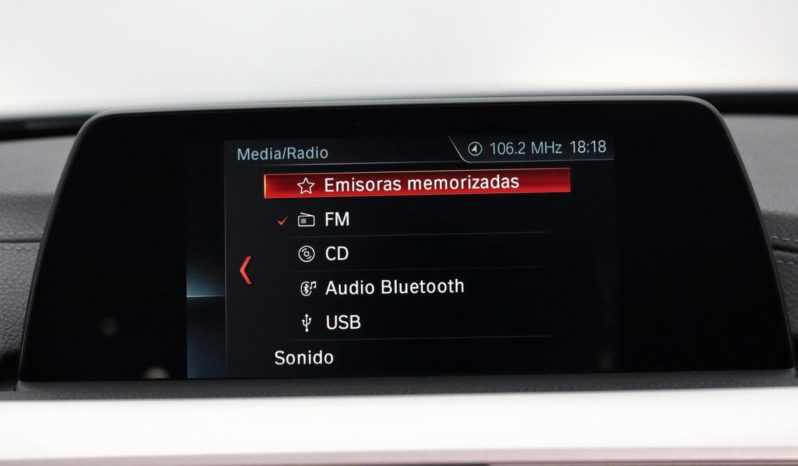 Media/Radio 106.2 MHz 18:18
Emisoras memorizadas
FM
CD
Audio Bluetooth
USB
Sonido